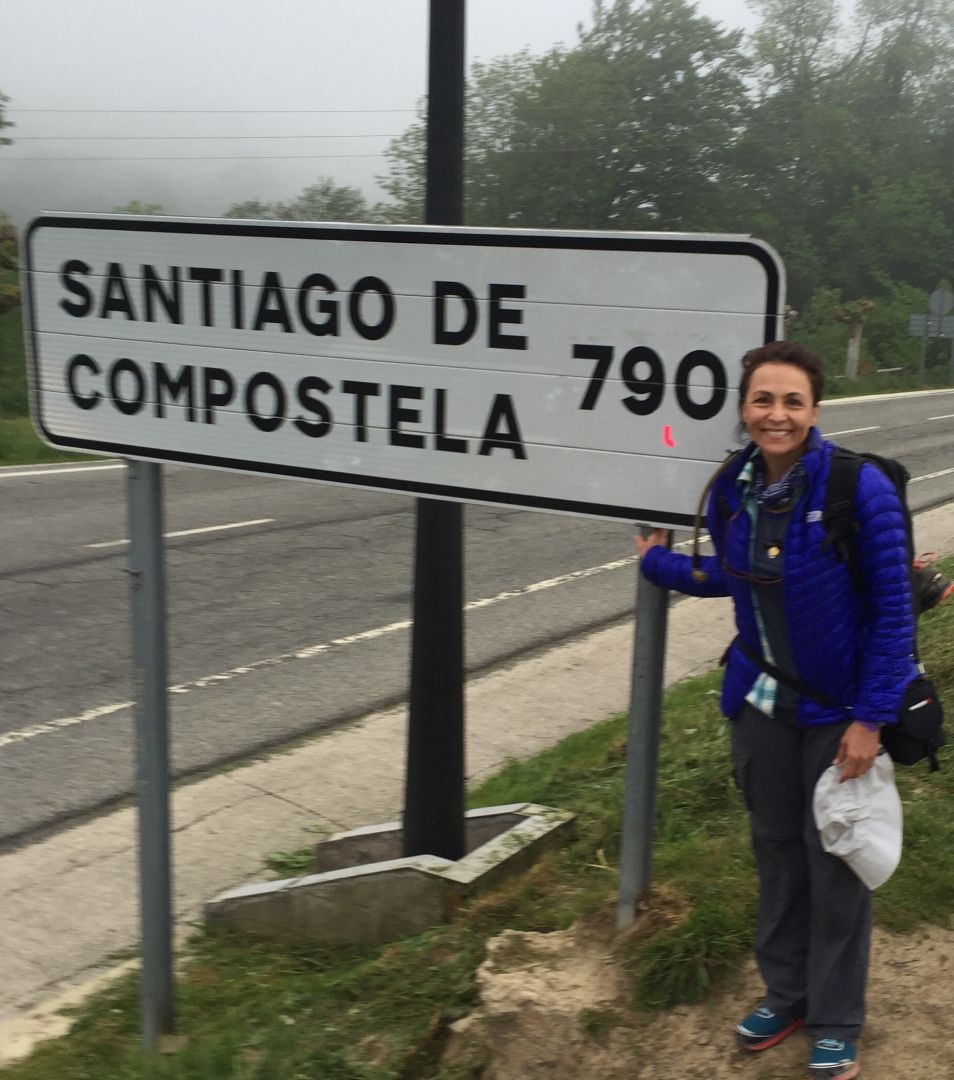 SANTIAGO DE
COMPOSTELA
790